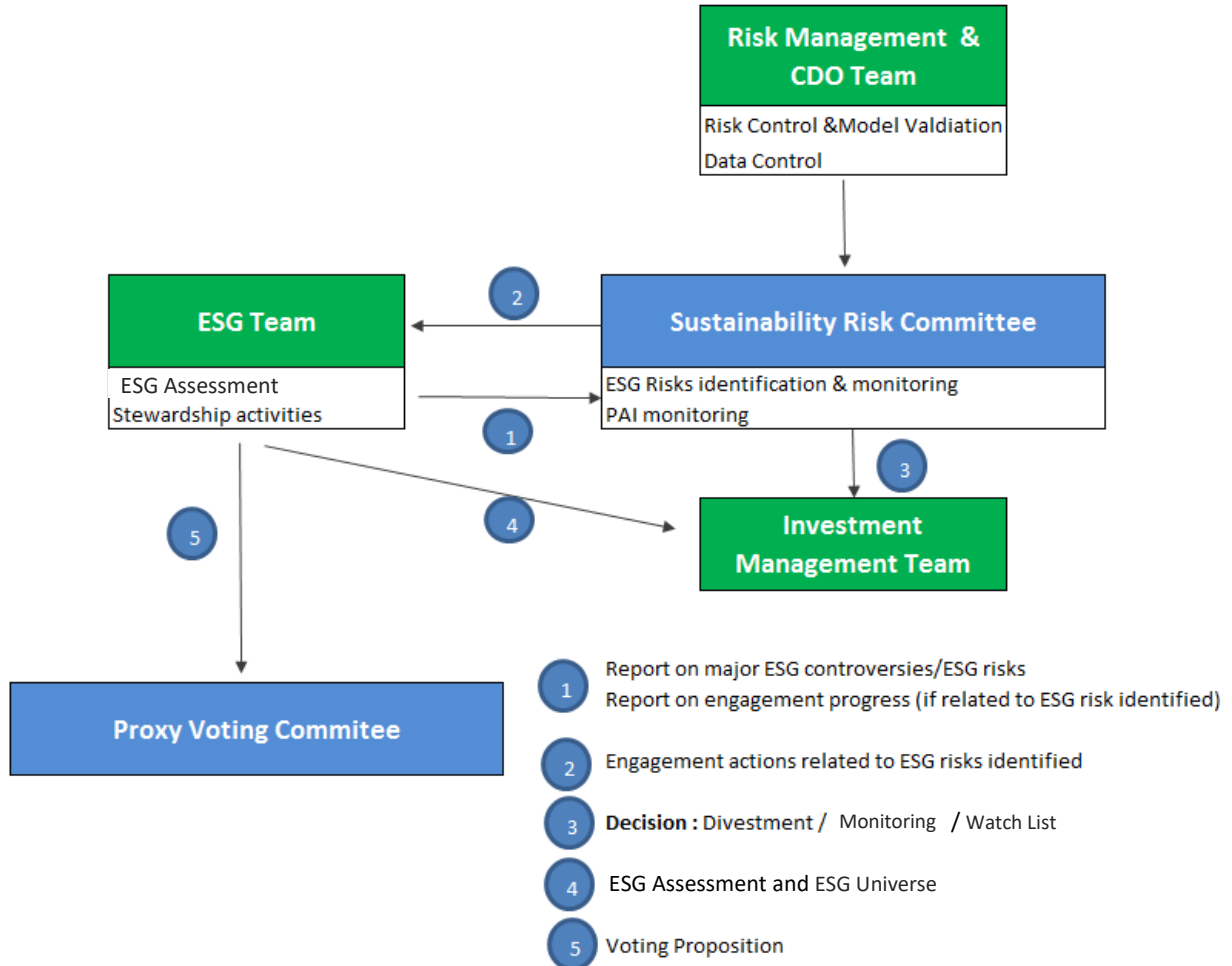 Risk Management &
CDO Team
Risk Control &Model Valdiation
Data Control
2
ESG Team
Sustainability Risk Committee
ESG Assessment
Stewardship activities
ESG Risks identification & monitoring
PAI monitoring
1
3
4
5
Investment
Management Team
Proxy Voting Commitee
1
Report on major ESG controversies/ESG risks
Report on engagement progress (if related to ESG risk identified)
2 Engagement actions related to ESG risks identified
3 Decision : Divestment / Monitoring / Watch List
4 ESG Assessment and ESG Universe
5 Voting Proposition